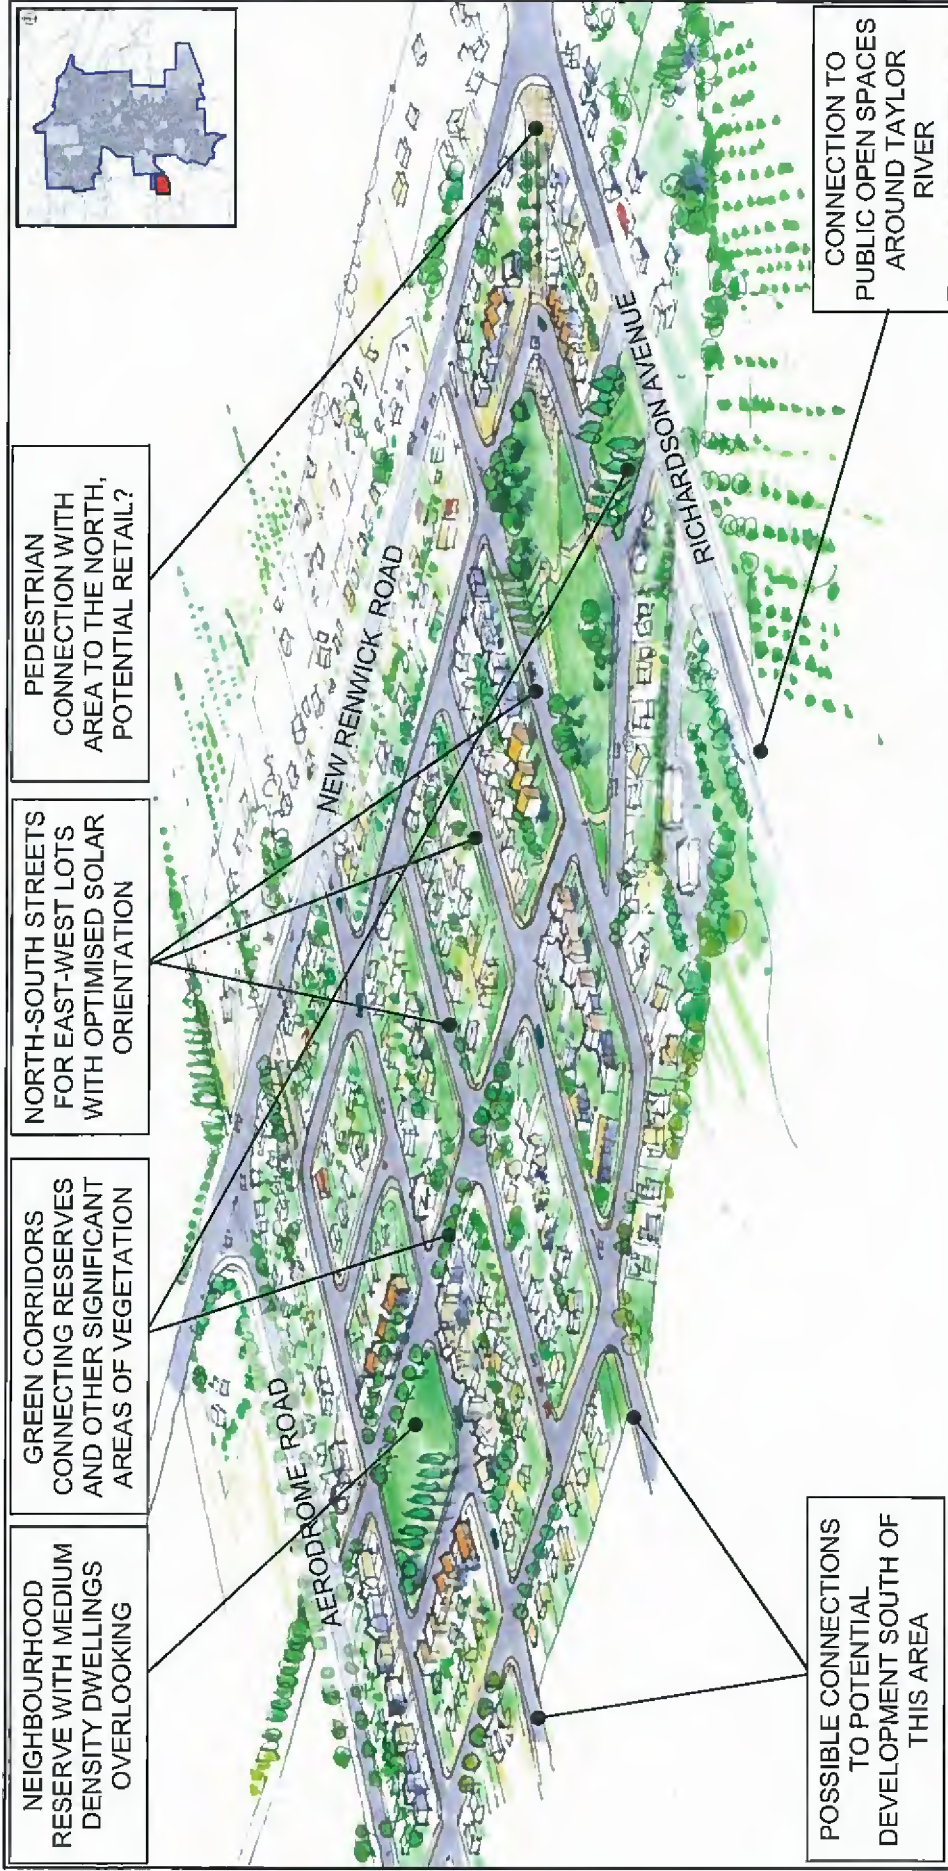 NEIGHBOURHOOD
RESERVE WITH MEDIUM
DENSITY DWELLINGS
OVERLOOKING
GREEN CORRIDORS
CONNECTING RESERVES
AND OTHER SIGNIFICANT
AREAS OF VEGETATION
NORTH-SOUTH STREETS
FOR EAST-WEST LOTS
WITH OPTIMISED SOLAR
ORIENTATION
PEDESTRIAN
CONNECTION WITH
AREA TO THE NORTH,
POTENTIAL RETAIL?
AERODROME ROAD
NEW RENWICK ROAD
RICHARDSON AVENUE
POSSIBLE CONNECTIONS
TO POTENTIAL
DEVELOPMENT SOUTH OF
THIS AREA
CONNECTION TO
PUBLIC OPEN SPACES
AROUND TAYLOR
RIVER